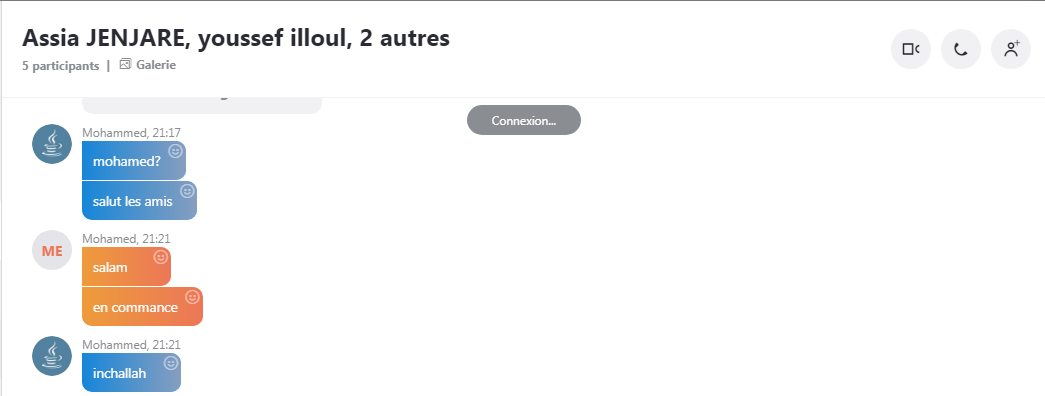 Assia JENJARE, youssef illoul, 2 autres
5 participants | Galerie
Connexion...
Mohammed, 21:17
mohamed?
salut les amis
ME
Mohamed, 21:21
salam
en commance
Mohammed, 21:21
inchallah